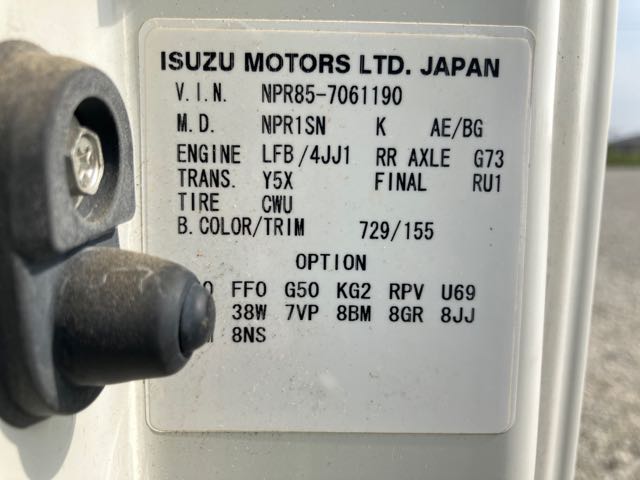 ISUZU MOTORS LTD. JAPAN
V.I.N. NPR85-7061190
M.D. NPR1SN K AE/BG
ENGINE LFB/4JJ1 RR AXLE G73
TRANS. Y5X FINAL RU1
TIRE CWU
B.COLOR/TRIM 729/155
OPTION
FF0 G50 KG2 RPV U69
38W 7VP 8BM 8GR 8JJ
8NS